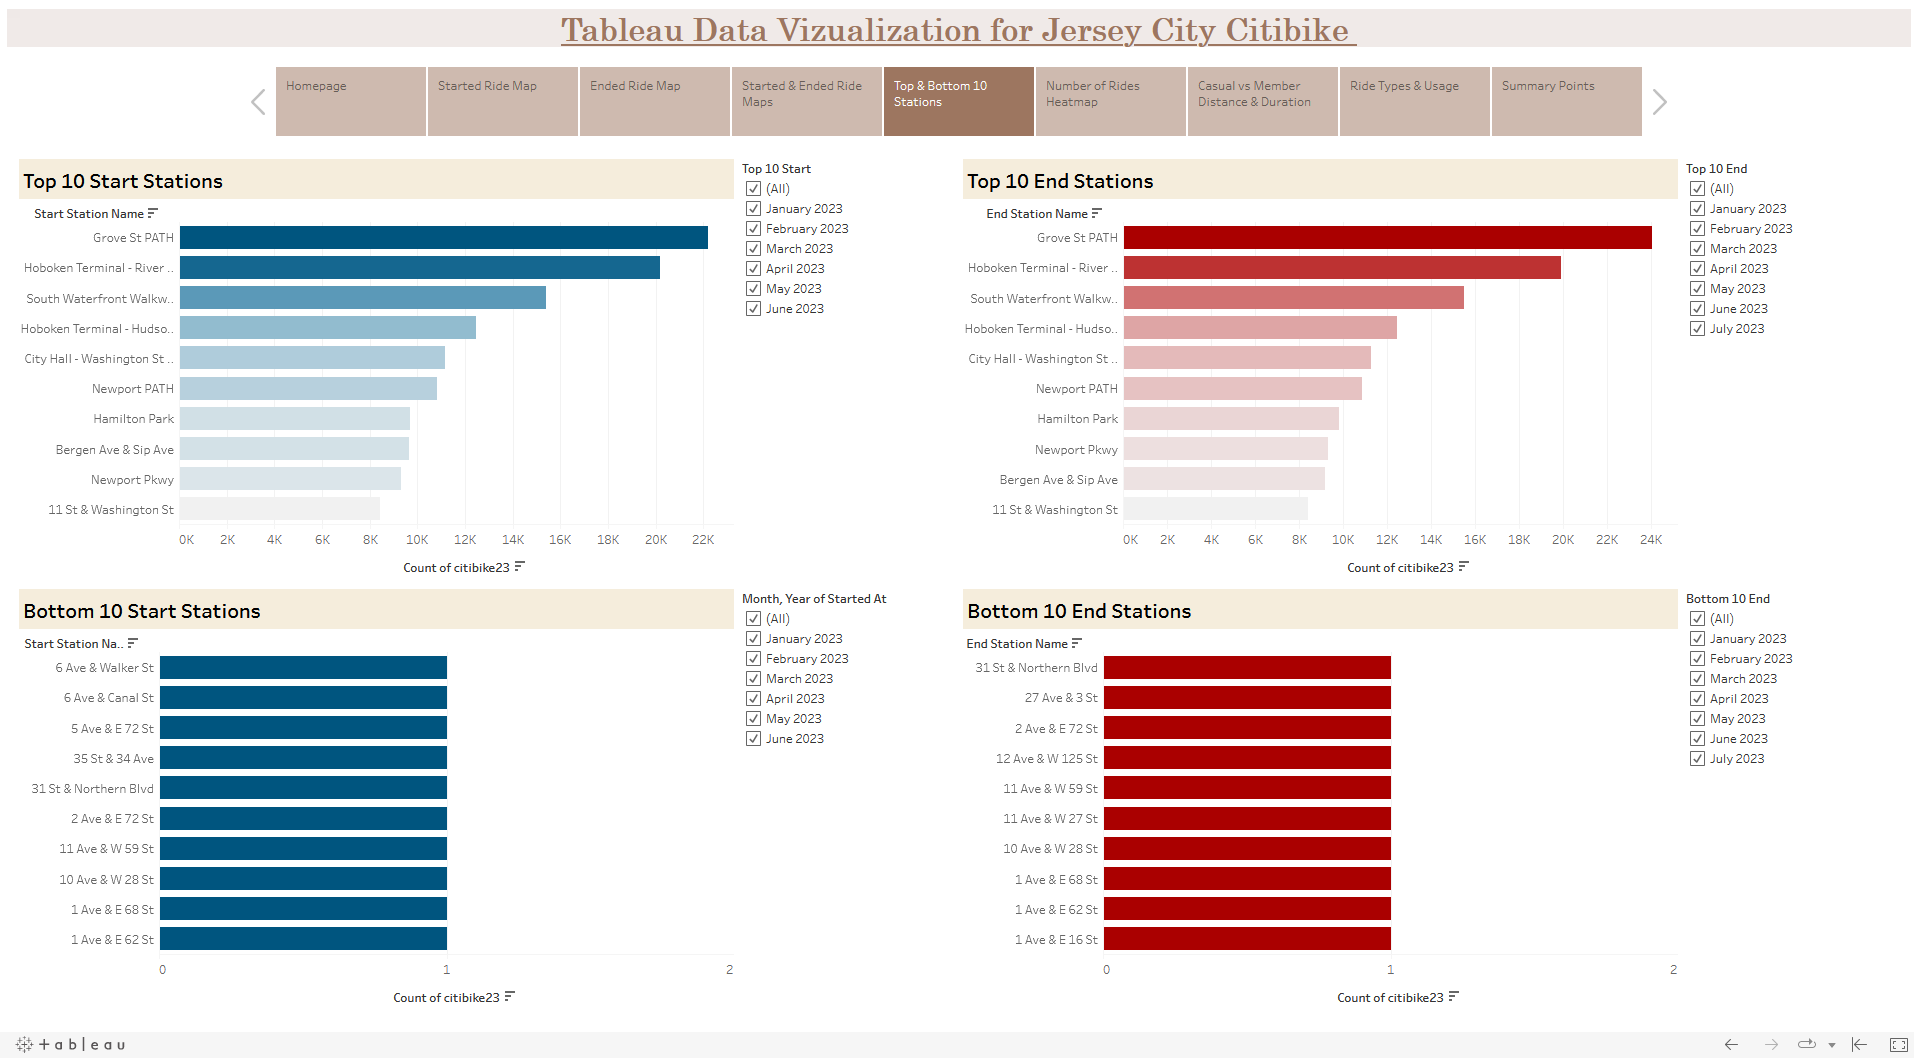 Tableau Data Vizualization for Jersey City Citibike
Homepage
Started Ride Map
Ended Ride Map
Started & Ended Ride
Maps
Top & Bottom 10
Stations
Number of Rides
Heatmap
Casual vs Member
Distance & Duration
Ride Types & Usage
Summary Points
Top 10 Start Stations
Start Station Name
Grove St PATH
Hoboken Terminal - River ..
South Waterfront Walkw..
Hoboken Terminal - Hudso..
City Hall - Washington St ..
Newport PATH
Hamilton Park
Bergen Ave & Sip Ave
Newport Pkwy
11 St & Washington St
0K 2K 4K 6K 8K 10K 12K 14K 16K 18K 20K 22K
Count of citibike23
Top 10 Start
(All)
January 2023
February 2023
March 2023
April 2023
May 2023
June 2023
Top 10 End Stations
End Station Name
Grove St PATH
Hoboken Terminal - River ..
South Waterfront Walkw..
Hoboken Terminal - Hudso..
City Hall - Washington St ..
Newport PATH
Hamilton Park
Newport Pkwy
Bergen Ave & Sip Ave
11 St & Washington St
0K 2K 4K 6K 8K 10K 12K 14K 16K 18K 20K 22K 24K
Count of citibike23
Top 10 End
(All)
January 2023
February 2023
March 2023
April 2023
May 2023
June 2023
July 2023
Bottom 10 Start Stations
Start Station Na..
6 Ave & Walker St
6 Ave & Canal St
5 Ave & E 72 St
35 St & 34 Ave
31 St & Northern Blvd
2 Ave & E 72 St
11 Ave & W 59 St
10 Ave & W 28 St
1 Ave & E 68 St
1 Ave & E 62 St
0 1 2
Count of citibike23
Month, Year of Started At
(All)
January 2023
February 2023
March 2023
April 2023
May 2023
June 2023
Bottom 10 End Stations
End Station Name
31 St & Northern Blvd
27 Ave & 3 St
2 Ave & E 72 St
12 Ave & W 125 St
11 Ave & W 59 St
11 Ave & W 27 St
10 Ave & W 28 St
1 Ave & E 68 St
1 Ave & E 62 St
1 Ave & E 16 St
0 1 2
Count of citibike23
Bottom 10 End
(All)
January 2023
February 2023
March 2023
April 2023
May 2023
June 2023
July 2023
+ableau